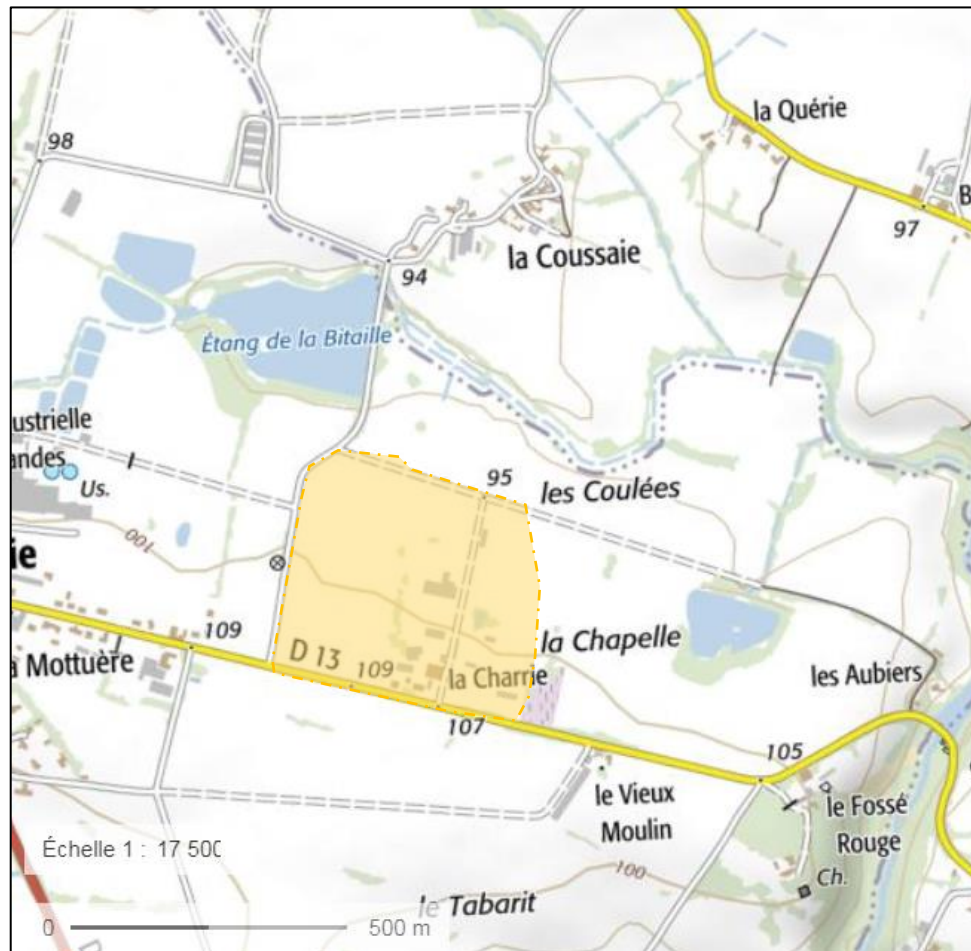 98
la Quérie
B
97
la Coussaie
94
Étang de la Bitaille
ustrielle
andes
Us.
95
les Coulées
100
ie
109
D 13
109
la Chapelle
a Mottuère
la Charrie
les Aubiers
107
105
le Vieux
Moulin
le Fossé
Rouge
Échelle 1 : 17 500
100
Ch.
le Tabarit
0
500 m
D